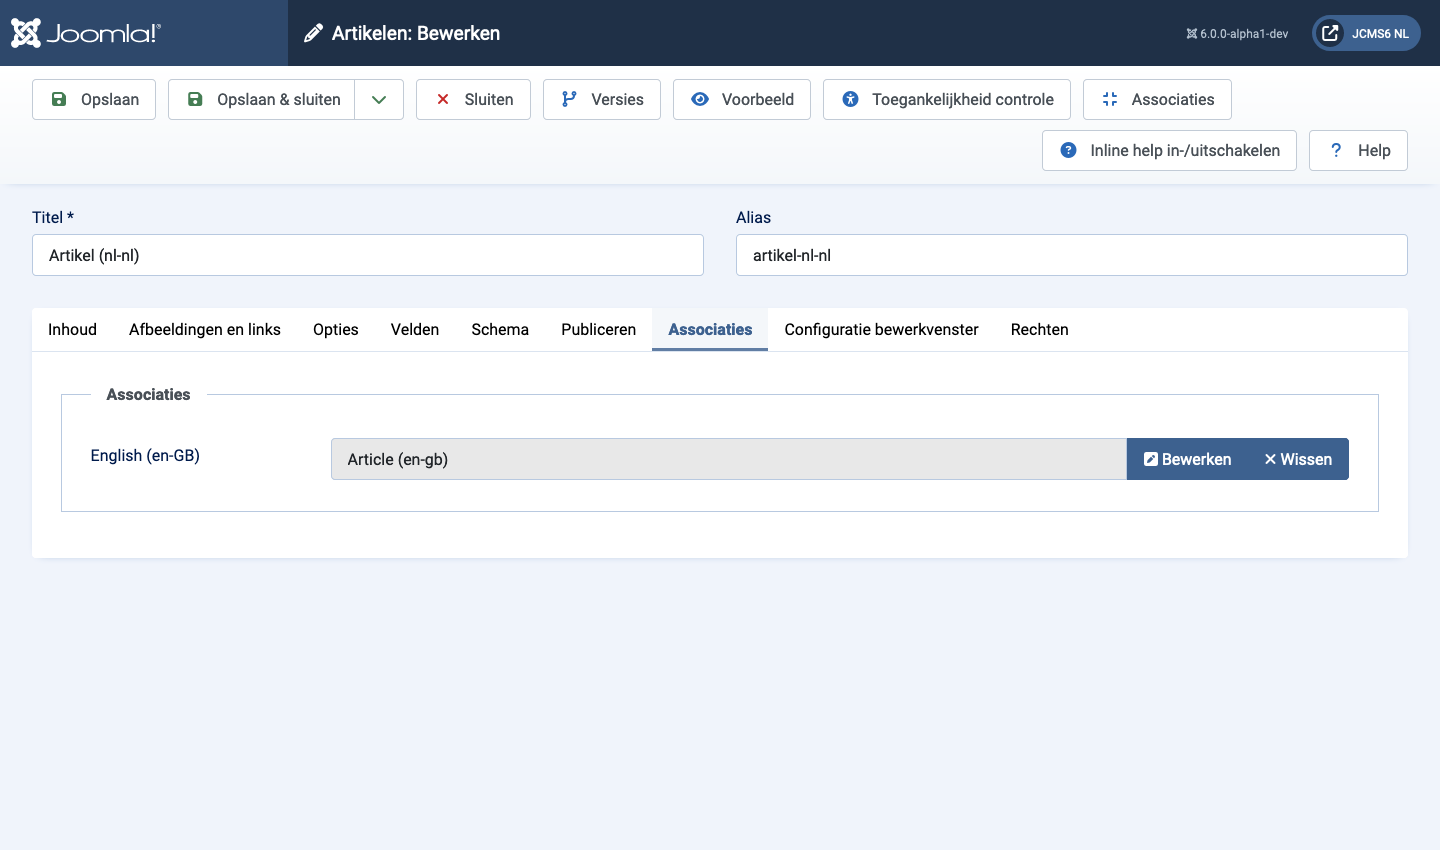 Joomla!® Artikelen: Bewerken 6.0.0-alpha1-dev JCMS6 NL
Opslaan Opslaan & sluiten Sluiten Versies Voorbeeld Toegankelijkheid controle Associaties
Inline help in-/uitschakelen ? Help
Titel * Alias
Artikel (nl-nl) artikel-nl-nl
Inhoud Afbeeldingen en links Opties Velden Schema Publiceren Associaties Configuratie bewerkvenster Rechten
Associaties
English (en-GB) Article (en-gb) Bewerken Wissen